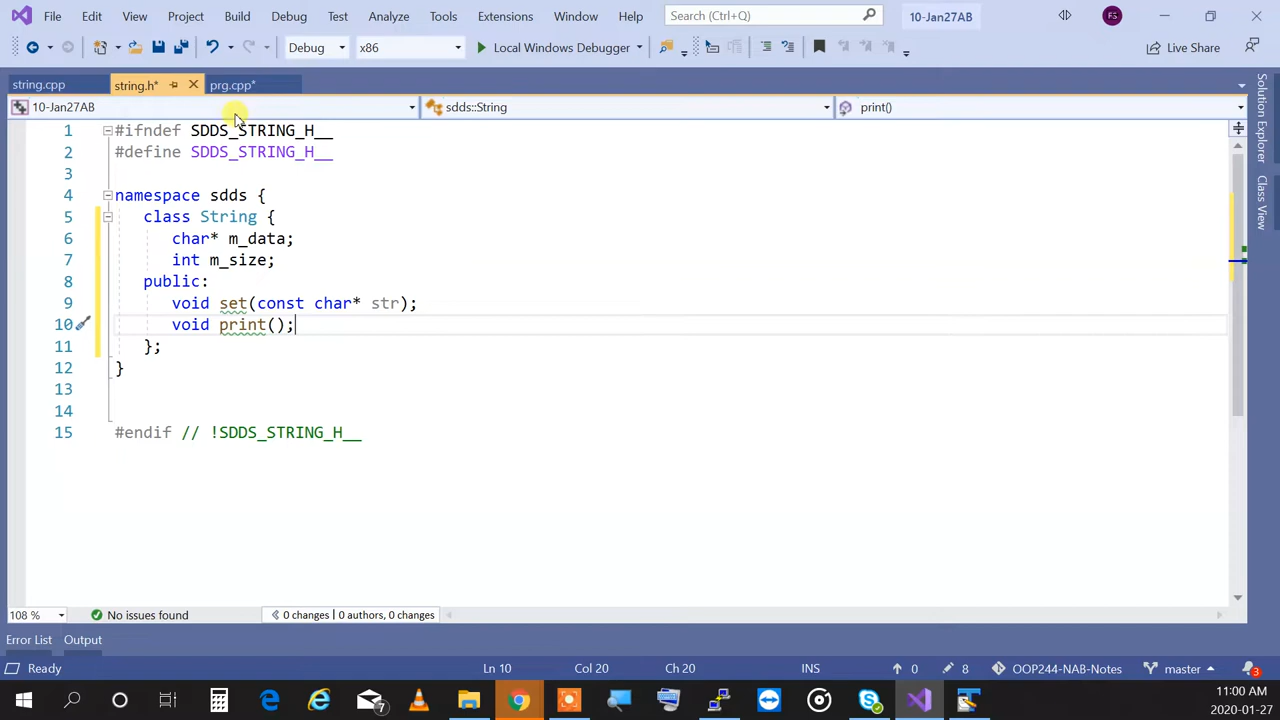 File Edit View Project Build Debug Test Analyze Tools Extensions Window Help Search (Ctrl+Q) 10-Jan27AB FS
Debug x86 Local Windows Debugger Live Share
string.cpp string.h* prg.cpp*
10-Jan27AB sdds::String print()
1 #ifndef SDDS_STRING_H__
2 #define SDDS_STRING_H__
3
4 namespace sdds {
5 class String {
6 char* m_data;
7 int m_size;
8 public:
9 void set(const char* str);
10 void print();
11 };
12 }
13
14
15 #endif // !SDDS_STRING_H__
Solution Explorer
Class View
108 % No issues found 0 changes | 0 authors, 0 changes
Error List Output
Ready Ln 10 Col 20 Ch 20 INS 0 8 OOP244-NAB-Notes master 3
7
11:00 AM
2020-01-27